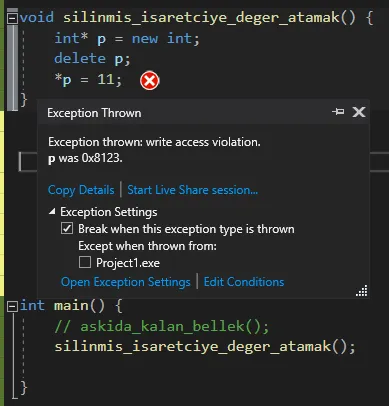 void silinmis_isaretciye_deger_atamak() {
int* p = new int;
delete p;
*p = 11;
}
Exception Thrown
Exception thrown: write access violation.
p was 0x8123.
Copy Details | Start Live Share session...
Exception Settings
Break when this exception type is thrown
Except when thrown from:
Project1.exe
Open Exception Settings | Edit Conditions
int main() {
// askida_kalan_bellek();
silinmis_isaretciye_deger_atamak();
}